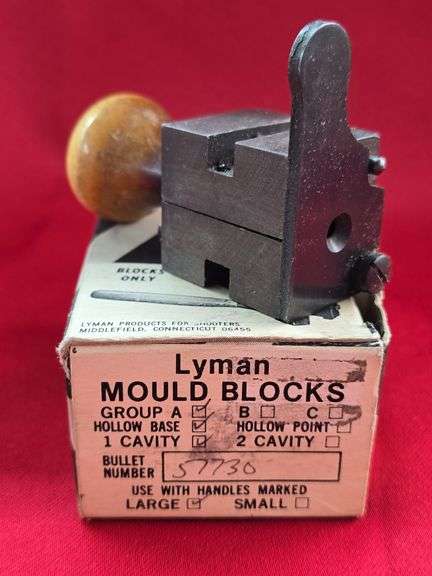 BLOCKS
ONLY
LYMAN PRODUCTS FOR SHOOTERS
MIDDLEFIELD, CONNECTICUT 06455
Lyman
MOULD BLOCKS
GROUP A ☑ B ☐ C ☐
HOLLOW BASE ☑ HOLLOW POINT ☐
1 CAVITY ☑ 2 CAVITY ☐
BULLET
NUMBER 57730
USE WITH HANDLES MARKED
LARGE ☑ SMALL ☐